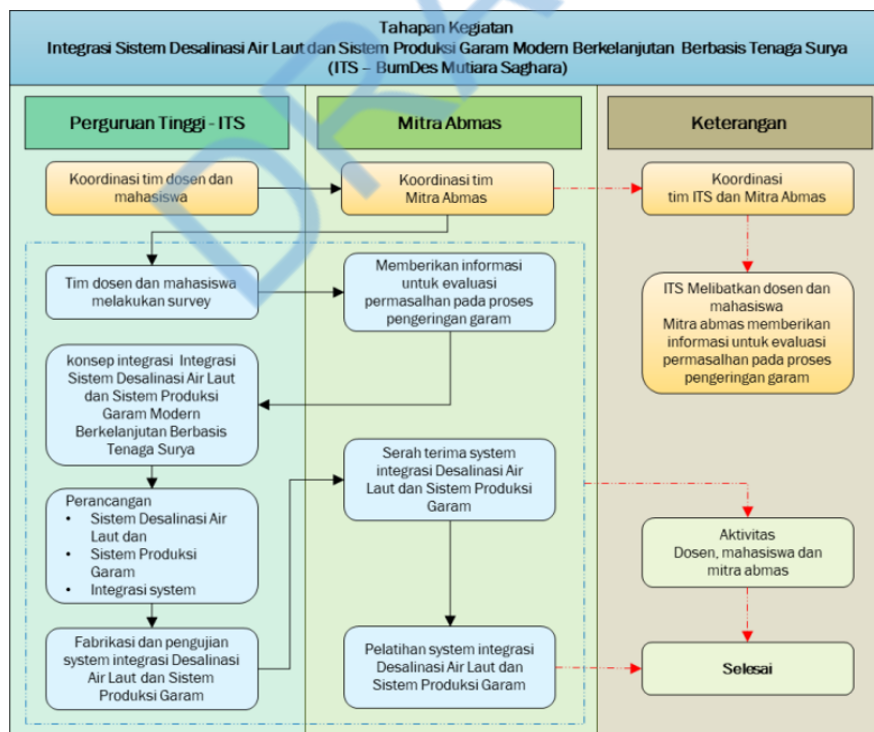 Tahapan Kegiatan
Integrasi Sistem Desalinasi Air Laut dan Sistem Produksi Garam Modern Berkelanjutan Berbasis Tenaga Surya
(ITS – BumDes Mutiara Saghara)
Perguruan Tinggi - ITS
Mitra Abmas
Keterangan
Koordinasi tim dosen dan
mahasiswa
Koordinasi tim
Mitra Abmas
Koordinasi
tim ITS dan Mitra Abmas
Tim dosen dan mahasiswa
melakukan survey
Memberikan informasi
untuk evaluasi
permasalhan pada proses
pengeringan garam
ITS Melibatkan dosen dan
mahasiswa
Mitra abmas memberikan
informasi untuk evaluasi
permasalhan pada proses
pengeringan garam
konsep integrasi Integrasi
Sistem Desalinasi Air Laut
dan Sistem Produksi
Garam Modern
Berkelanjutan Berbasis
Tenaga Surya
Serah terima system
integrasi Desalinasi Air
Laut dan Sistem Produksi
Garam
Perancangan
• Sistem Desalinasi Air
Laut dan
• Sistem Produksi
Garam
• Integrasi system
Aktivitas
Dosen, mahasiswa dan
mitra abmas
Fabrikasi dan pengujian
system integrasi Desalinasi
Air Laut dan Sistem
Produksi Garam
Pelatihan system integrasi
Desalinasi Air Laut dan
Sistem Produksi Garam
Selesai